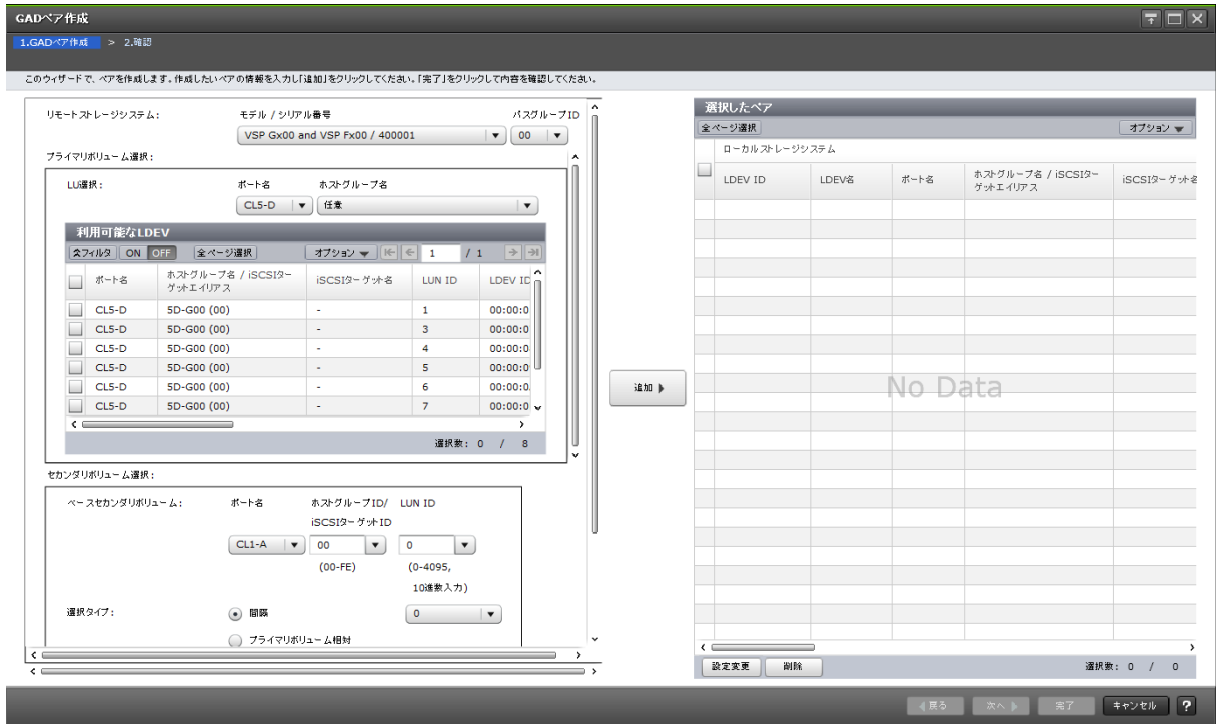 GADペア作成
1.GADペア作成 > 2.確認
このウィザードで、ペアを作成します。作成したいペアの情報を入力し「追加」をクリックしてください。「完了」をクリックして内容を確認してください。
リモートストレージシステム: モデル / シリアル番号 パスグループID
VSP Gx00 and VSP Fx00 / 400001 00
プライマリボリューム選択:
LU選択: ポート名 ホストグループ名
CL5-D 任意
利用可能なLDEV
フィルタ ON OFF 全ページ選択 オプション 1 / 1
ポート名 ホストグループ名 / iSCSIターゲットエイリアス iSCSIターゲット名 LUN ID LDEV ID
CL5-D 5D-G00 (00) - 1 00:00:0
CL5-D 5D-G00 (00) - 3 00:00:0
CL5-D 5D-G00 (00) - 4 00:00:0
CL5-D 5D-G00 (00) - 5 00:00:0
CL5-D 5D-G00 (00) - 6 00:00:0
CL5-D 5D-G00 (00) - 7 00:00:0
選択数: 0 / 8
セカンダリボリューム選択:
ベースセカンダリボリューム: ポート名 ホストグループID/ LUN ID
iSCSIターゲットID
CL1-A 00 0
(00-FE) (0-4095,
10進数入力)
選択タイプ: 間隔 0
プライマリボリューム相対
追加
選択したペア
全ページ選択 オプション
ローカルストレージシステム
LDEV ID LDEV名 ポート名 ホストグループ名 / iSCSIターゲットエイリアス iSCSIターゲット名
No Data
設定変更 削除 選択数: 0 / 0
戻る 次へ 完了 キャンセル ?